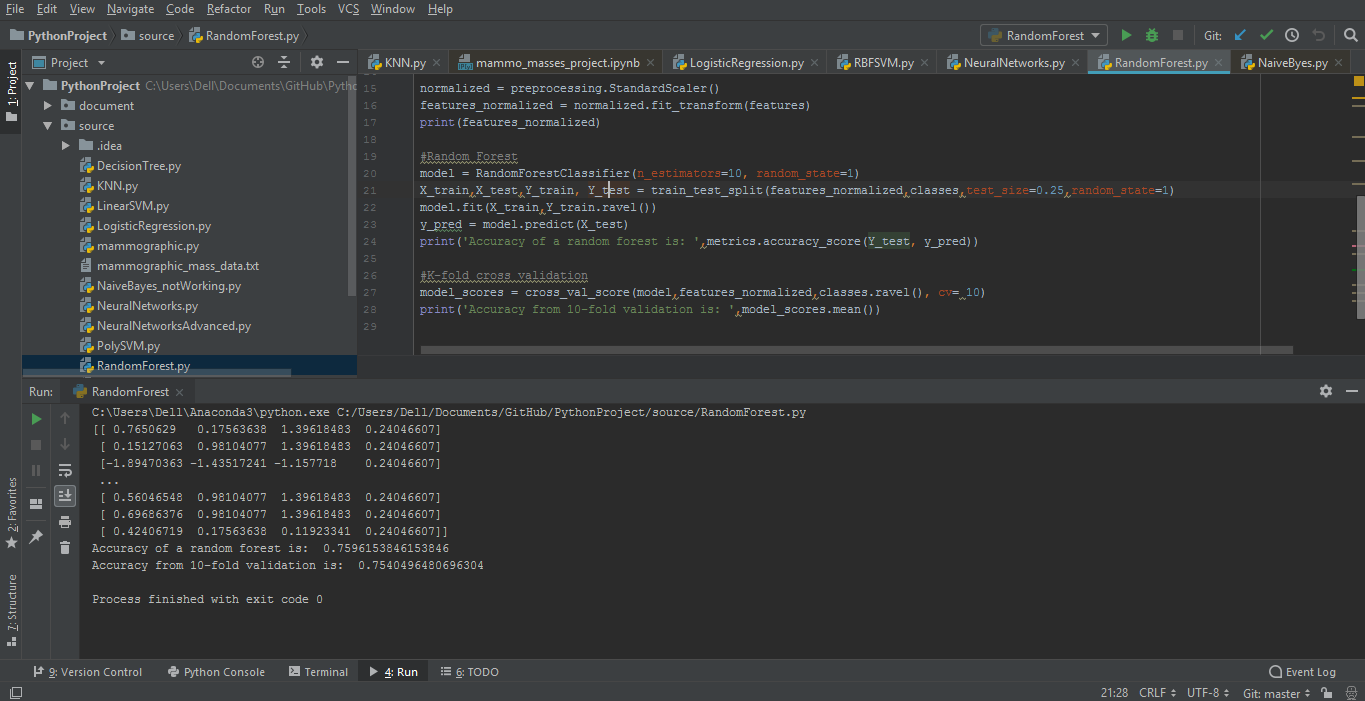 File Edit View Navigate Code Refactor Run Tools VCS Window Help
PythonProject source RandomForest.py RandomForest Git:
1: Project
Project
KNN.py mammo_masses_project.ipynb LogisticRegression.py RBFSVM.py NeuralNetworks.py RandomForest.py NaiveByes.py
PythonProject C:\Users\Dell\Documents\GitHub\Pytho
document
source
.idea
DecisionTree.py
KNN.py
LinearSVM.py
LogisticRegression.py
mammographic.py
mammographic_mass_data.txt
NaiveBayes_notWorking.py
NeuralNetworks.py
NeuralNetworksAdvanced.py
PolySVM.py
RandomForest.py
15 normalized = preprocessing.StandardScaler()
16 features_normalized = normalized.fit_transform(features)
17 print(features_normalized)
18
19 #Random Forest
20 model = RandomForestClassifier(n_estimators=10, random_state=1)
21 X_train,X_test,Y_train, Y_test = train_test_split(features_normalized,classes,test_size=0.25,random_state=1)
22 model.fit(X_train,Y_train.ravel())
23 y_pred = model.predict(X_test)
24 print('Accuracy of a random forest is: ',metrics.accuracy_score(Y_test, y_pred))
25
26 #K-fold cross validation
27 model_scores = cross_val_score(model,features_normalized,classes.ravel(), cv= 10)
28 print('Accuracy from 10-fold validation is: ',model_scores.mean())
29
Run: RandomForest
C:\Users\Dell\Anaconda3\python.exe C:/Users/Dell/Documents/GitHub/PythonProject/source/RandomForest.py
[[ 0.7650629   0.17563638  1.39618483  0.24046607]
[ 0.15127063  0.98104077  1.39618483  0.24046607]
[-1.89470363 -1.43517241 -1.157718    0.24046607]
...
[ 0.56046548  0.98104077  1.39618483  0.24046607]
[ 0.69686376  0.98104077  1.39618483  0.24046607]
[ 0.42406719  0.17563638  0.11923341  0.24046607]]
Accuracy of a random forest is:  0.7596153846153846
Accuracy from 10-fold validation is:  0.7540496480696304
Process finished with exit code 0
2: Favorites
7: Structure
9: Version Control Python Console Terminal 4: Run 6: TODO Event Log
21:28 CRLF UTF-8 Git: master